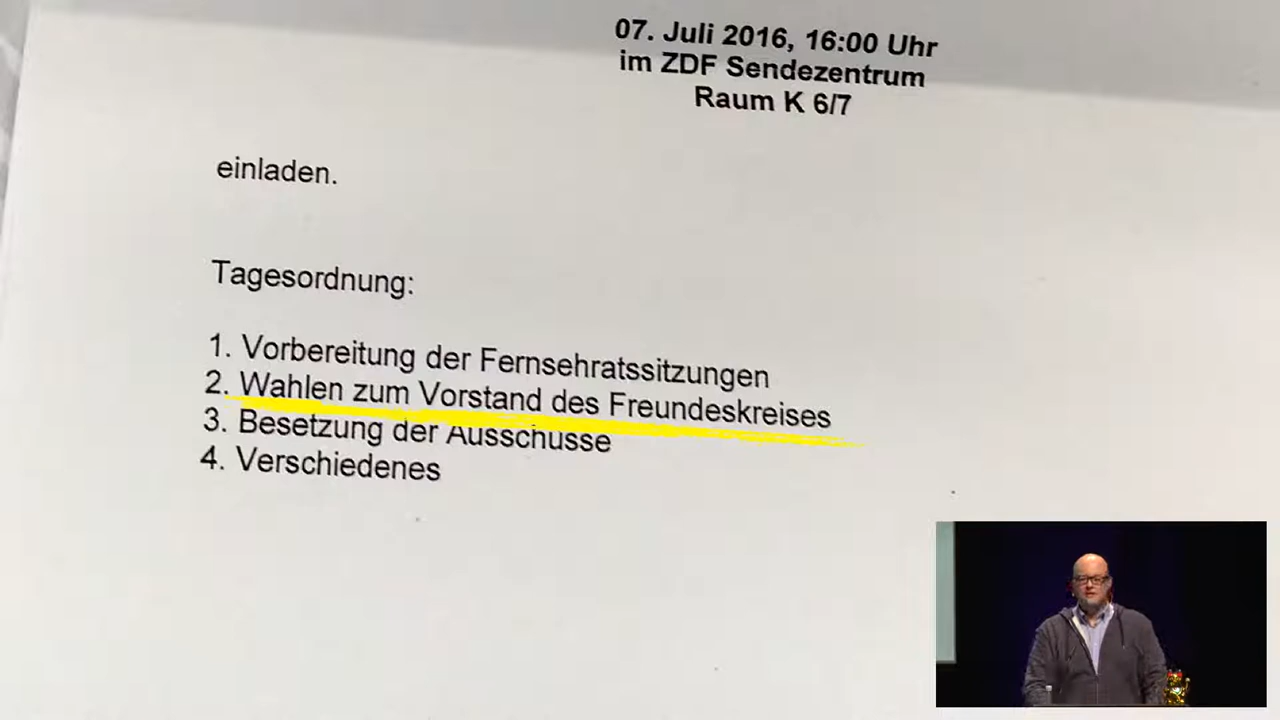 07. Juli 2016, 16:00 Uhr
im ZDF Sendezentrum
Raum K 6/7
einladen.
Tagesordnung:
1. Vorbereitung der Fernsehratssitzungen
2. Wahlen zum Vorstand des Freundeskreises
3. Besetzung der Ausschusse
4. Verschiedenes